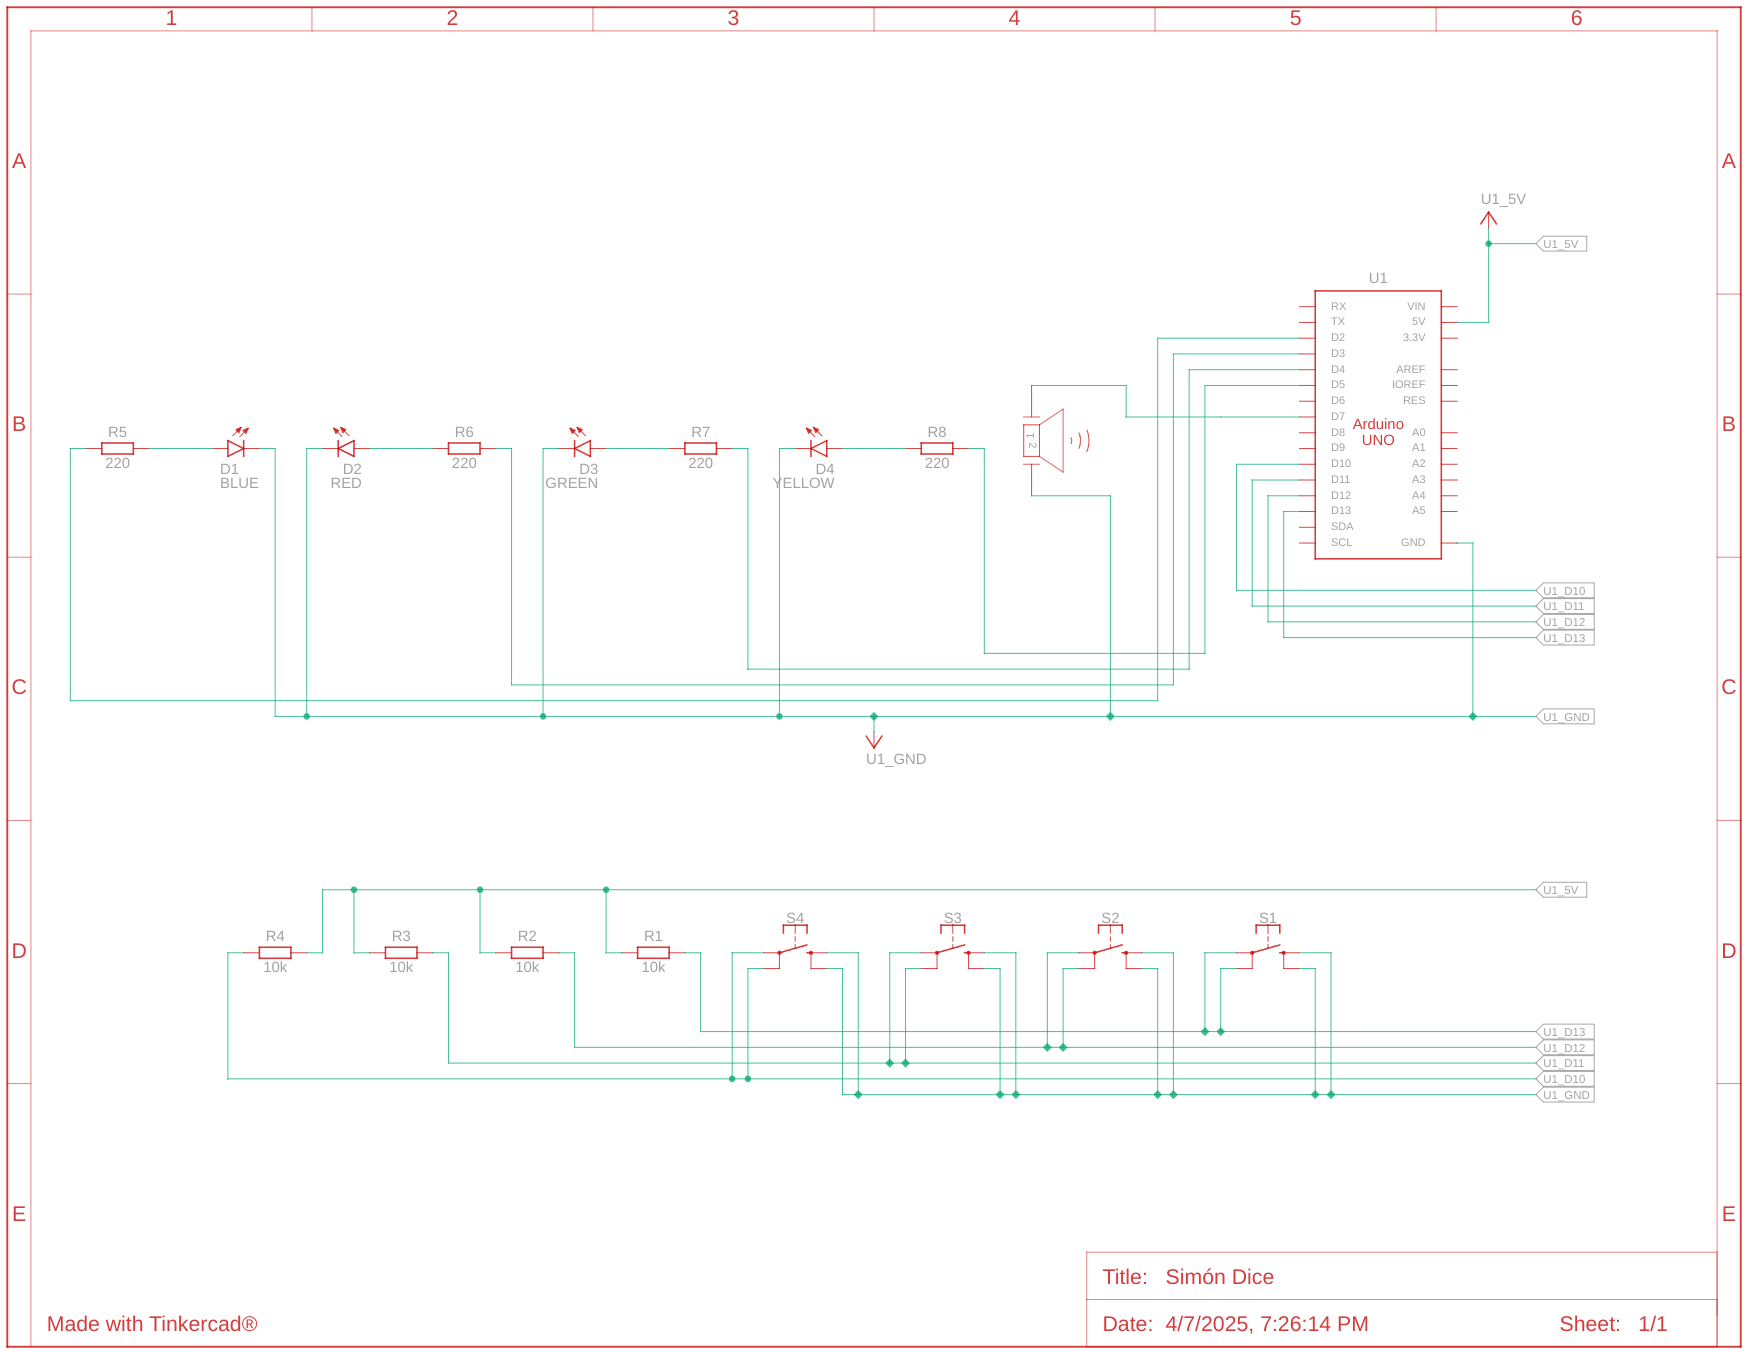 1 2 3 4 5 6
A A
U1_5V
U1_5V
U1
RX VIN
TX 5V
D2 3.3V
D3
D4 AREF
D5 IOREF
D6 RES
D7
Arduino
UNO
D8 A0
D9 A1
D10 A2
D11 A3
D12 A4
D13 A5
SDA
SCL GND
B B
R5 R6 R7 R8
220 220 220 220
D1 D2 D3 D4
BLUE RED GREEN YELLOW
1 2
U1_D10
U1_D11
U1_D12
U1_D13
C C
U1_GND
U1_GND
U1_5V
S4 S3 S2 S1
R4 R3 R2 R1
10k 10k 10k 10k
D D
U1_D13
U1_D12
U1_D11
U1_D10
U1_GND
E E
Title: Simón Dice
Made with Tinkercad®
Date: 4/7/2025, 7:26:14 PM Sheet: 1/1